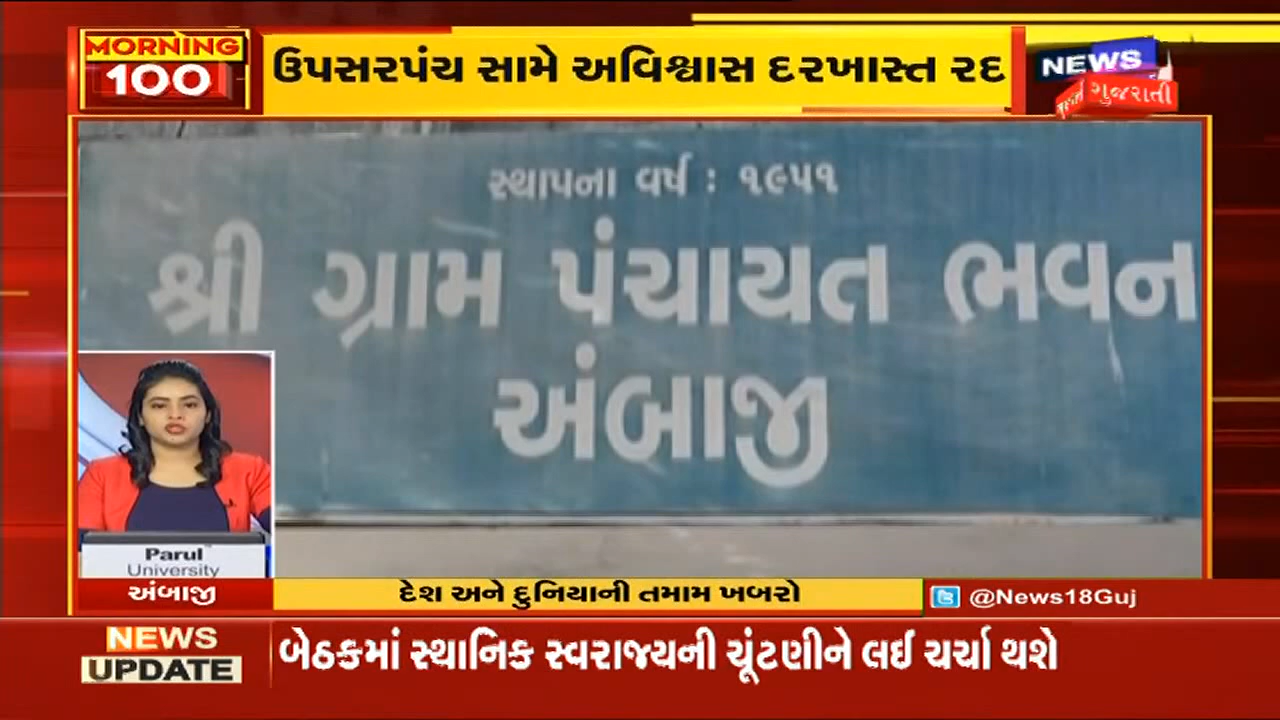 MORNING
100
ઉપસરપંચ સામે અવિશ્વાસ દરખાસ્ત રદ
NEWS
ગુજરાતી
સ્થાપના વર્ષ : ૧૯૫૧
શ્રી ગ્રામ પંચાયત ભવન
અંબાજી
Parul
University
અંબાજી
દેશ અને દુનિયાની તમામ ખબરો
@News18Guj
NEWS
UPDATE
બેઠકમાં સ્થાનિક સ્વરાજ્યની ચૂંટણીને લઈ ચર્ચા થશે